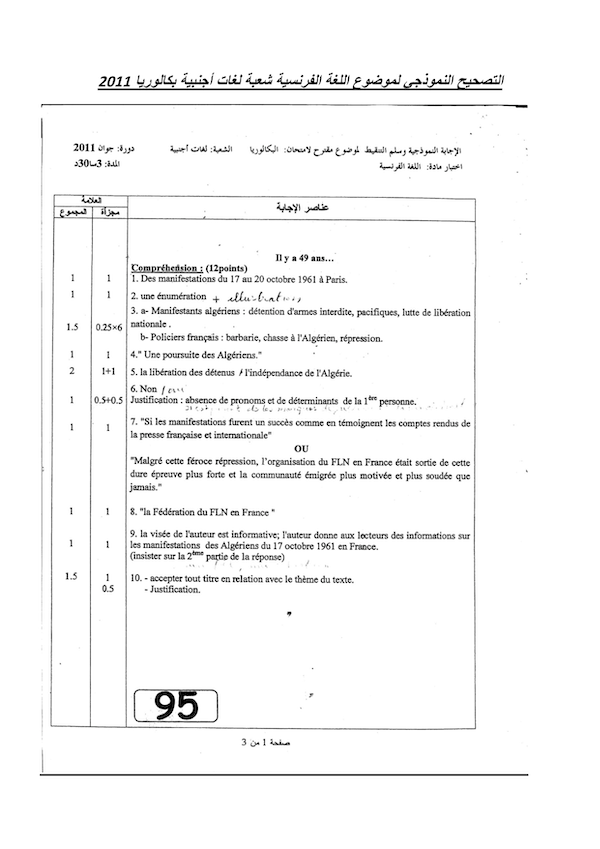 التصحيح النموذجي لموضوع اللغة الفرنسية شعبة لغات أجنبية بكالوريا 2011
الإجابة النموذجية وسلم التنقيط لموضوع مقترح لامتحان: البكالوريا الشعبة: لغات أجنبية دورة: جوان 2011
اختبار مادة: اللغة الفرنسية المدة: 3سا30د
عناصر الإجابة العلامة
مجزأة المجموع
Il y a 49 ans...
Compréhension : (12points)
1 1 1. Des manifestations du 17 au 20 octobre 1961 à Paris.
1 1 2. une énumération + illustration
3. a- Manifestants algériens : détention d'armes interdite, pacifiques, lutte de libération
1.5 0.25×6 nationale .
b- Policiers français : barbarie, chasse à l'Algérien, répression.
1 1 4." Une poursuite des Algériens."
2 1+1 5. la libération des détenus / l'indépendance de l'Algérie.
6. Non
1 0.5+0.5 Justification : absence de pronoms et de déterminants de la 1ère personne.
1 1 7. "Si les manifestations furent un succès comme en témoignent les comptes rendus de
la presse française et internationale"
OU
"Malgré cette féroce répression, l'organisation du FLN en France était sortie de cette
dure épreuve plus forte et la communauté émigrée plus motivée et plus soudée que
jamais."
1 1 8. "la Fédération du FLN en France "
9. la visée de l'auteur est informative; l'auteur donne aux lecteurs des informations sur
1 1 les manifestations des Algériens du 17 octobre 1961 en France.
(insister sur la 2ème partie de la réponse)
1.5 1 10. - accepter tout titre en relation avec le thème du texte.
0.5 - Justification.
95
صفحة 1 من 3